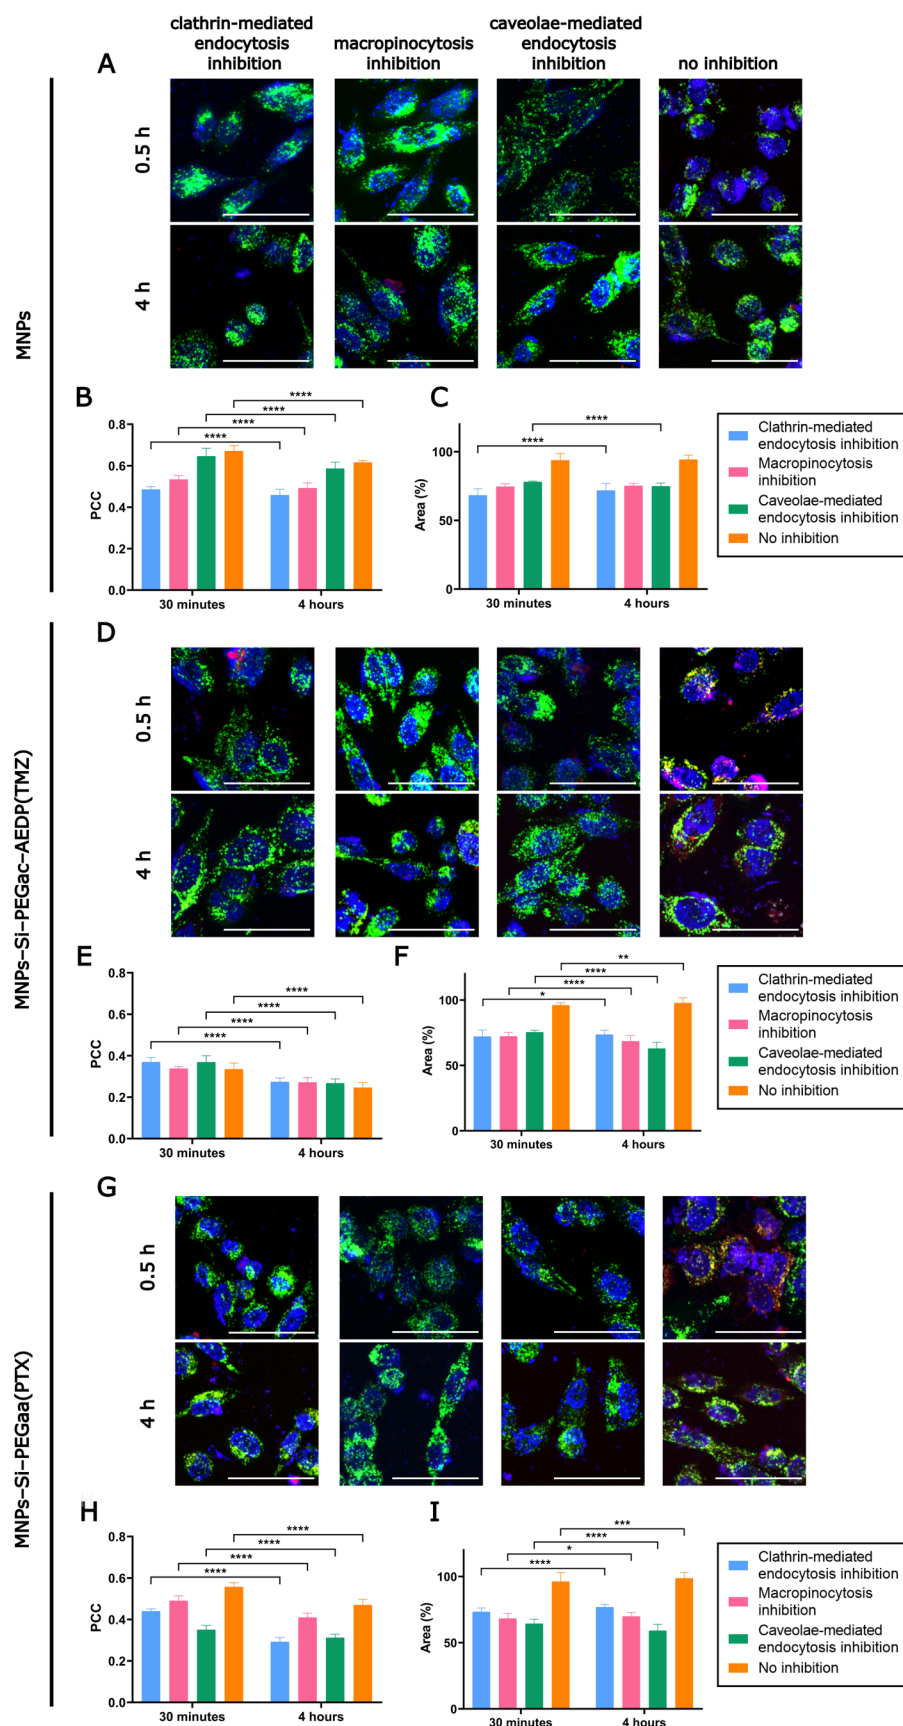 clathrin-mediated
endocytosis
inhibition
macropinocytosis
inhibition
caveolae-mediated
endocytosis
inhibition
no inhibition
A
0.5 h
4 h
MNPs
B
PCC
0.8
0.6
0.4
0.2
0.0
****
****
****
****
30 minutes
4 hours
C
Area (%)
100
50
0
****
****
30 minutes
4 hours
Clathrin-mediated
endocytosis inhibition
Macropinocytosis
inhibition
Caveolae-mediated
endocytosis inhibition
No inhibition
D
0.5 h
4 h
MNPs–Si–PEGac–AEDP(TMZ)
E
PCC
0.8
0.6
0.4
0.2
0.0
****
****
****
****
30 minutes
4 hours
F
Area (%)
100
50
0
**
****
****
*
30 minutes
4 hours
Clathrin-mediated
endocytosis inhibition
Macropinocytosis
inhibition
Caveolae-mediated
endocytosis inhibition
No inhibition
G
0.5 h
4 h
MNPs–Si–PEGaa(PTX)
H
PCC
0.8
0.6
0.4
0.2
0.0
****
****
****
****
30 minutes
4 hours
I
Area (%)
100
50
0
***
****
*
****
30 minutes
4 hours
Clathrin-mediated
endocytosis inhibition
Macropinocytosis
inhibition
Caveolae-mediated
endocytosis inhibition
No inhibition